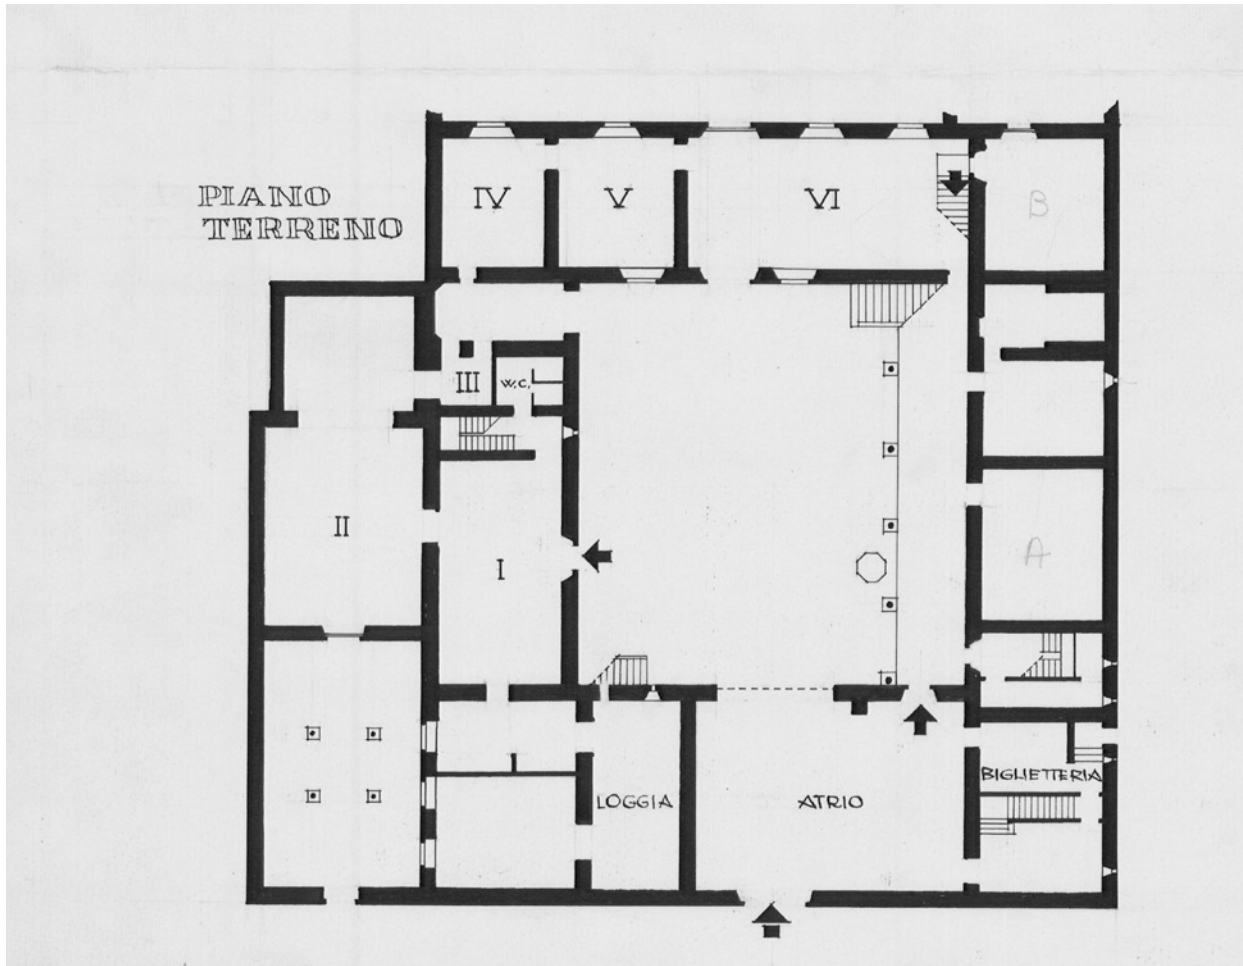 PIANO
TERRENO
IV
V
VI
B
III
W.C.
II
I
A
BIGLIETTERIA
LOGGIA
ATRIO